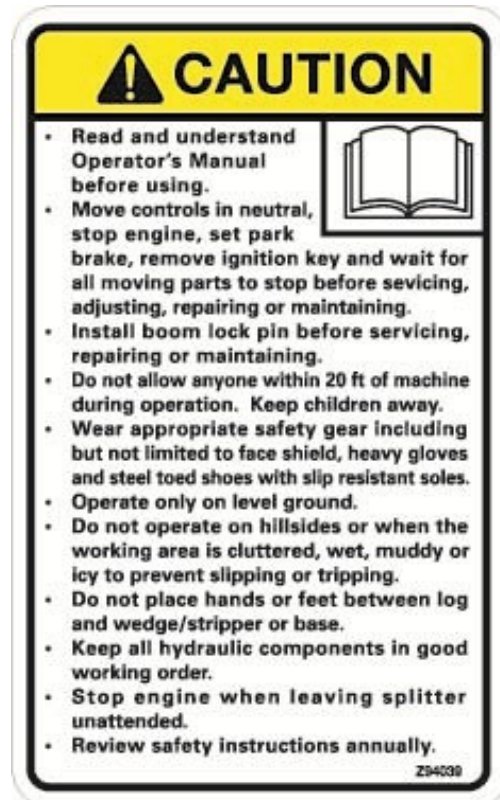 CAUTION
• Read and understand
Operator's Manual
before using.
• Move controls in neutral,
stop engine, set park
brake, remove ignition key and wait for
all moving parts to stop before sevicing,
adjusting, repairing or maintaining.
• Install boom lock pin before servicing,
repairing or maintaining.
• Do not allow anyone within 20 ft of machine
during operation. Keep children away.
• Wear appropriate safety gear including
but not limited to face shield, heavy gloves
and steel toed shoes with slip resistant soles.
• Operate only on level ground.
• Do not operate on hillsides or when the
working area is cluttered, wet, muddy or
icy to prevent slipping or tripping.
• Do not place hands or feet between log
and wedge/stripper or base.
• Keep all hydraulic components in good
working order.
• Stop engine when leaving splitter
unattended.
• Review safety instructions annually.
Z94039